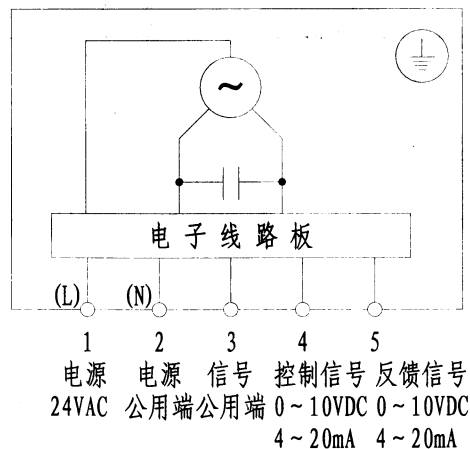 ~
电子线路板
(L) (N)
1 2 3 4 5
电源 电源 信号 控制信号 反馈信号
24VAC 公用端 公用端 0～10VDC 0～10VDC
4～20mA 4～20mA